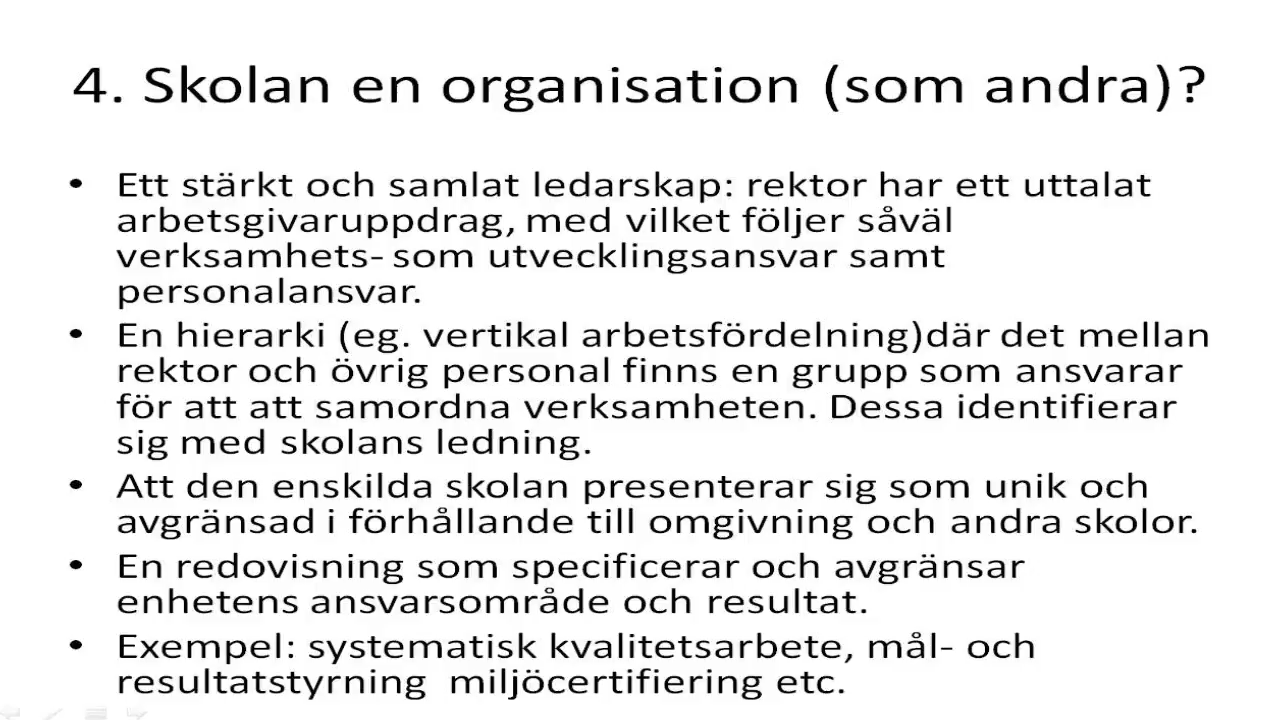 4. Skolan en organisation (som andra)?
• Ett stärkt och samlat ledarskap: rektor har ett uttalat
arbetsgivaruppdrag, med vilket följer såväl
verksamhets- som utvecklingsansvar samt
personalansvar.
• En hierarki (eg. vertikal arbetsfördelning)där det mellan
rektor och övrig personal finns en grupp som ansvarar
för att att samordna verksamheten. Dessa identifierar
sig med skolans ledning.
• Att den enskilda skolan presenterar sig som unik och
avgränsad i förhållande till omgivning och andra skolor.
• En redovisning som specificerar och avgränsar
enhetens ansvarsområde och resultat.
• Exempel: systematisk kvalitetsarbete, mål- och
resultatstyrning  miljöcertifiering etc.